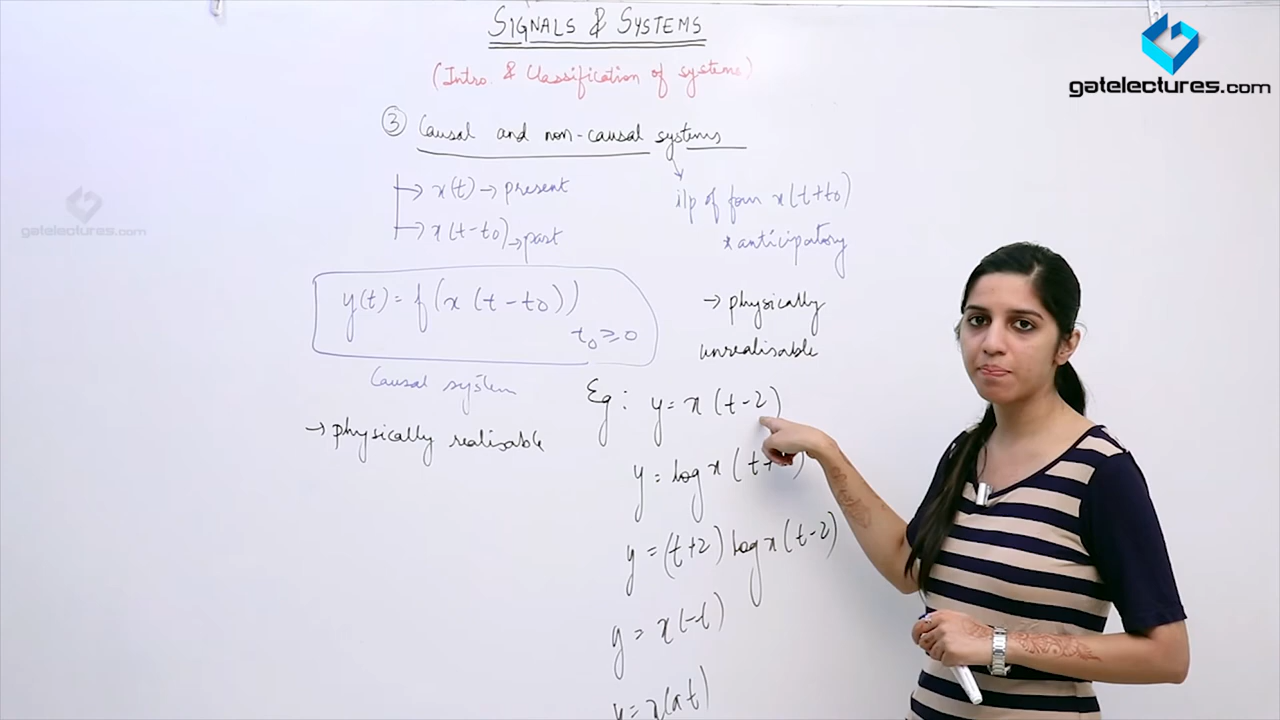 SIGNALS & SYSTEMS
(Intro. & Classification of systems)
③ Causal and non-causal systems
→ x(t) → present
→ x(t-t0) → past
i/p of form x(t+t0)
* anticipatory
y(t) = f(x(t-t0))
t0 ≥ 0
Causal system
→ physically realisable
→ physically
unrealisable
Eg: y = x(t-2)
y = log x(t+
y = (t+2) log x(t-2)
y = x(-t)
y = x(at)
gatelectures.com
gatelectures.com